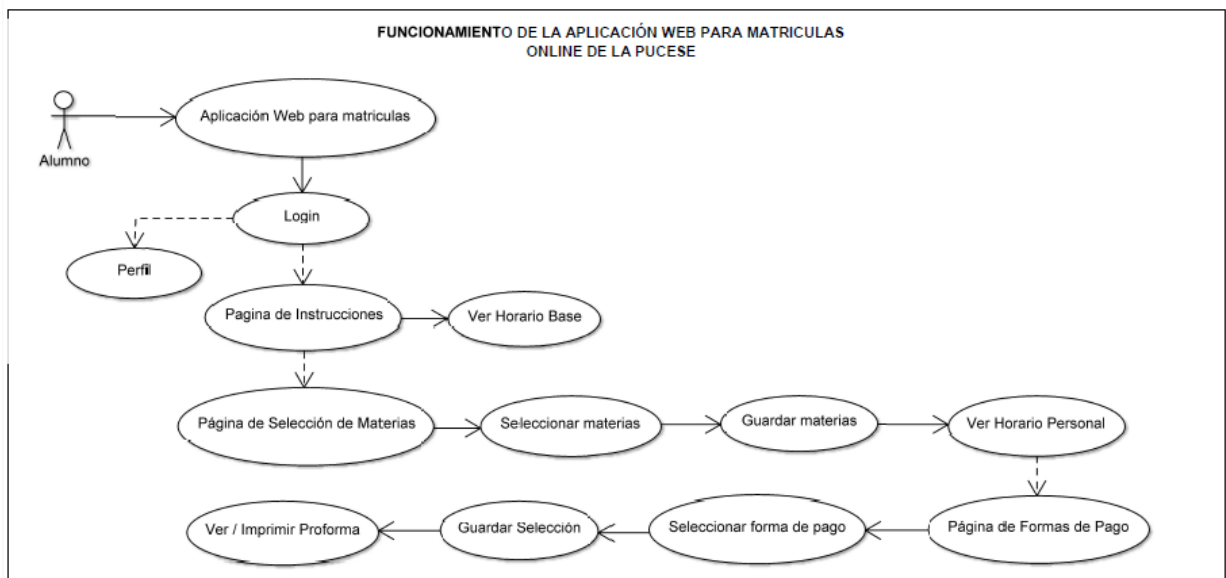 FUNCIONAMIENTO DE LA APLICACIÓN WEB PARA MATRICULAS
ONLINE DE LA PUCESE
Aplicación Web para matriculas
Alumno
Login
Perfil
Pagina de Instrucciones
Ver Horario Base
Página de Selección de Materias
Seleccionar materias
Guardar materias
Ver Horario Personal
Ver / Imprimir Proforma
Guardar Selección
Seleccionar forma de pago
Página de Formas de Pago